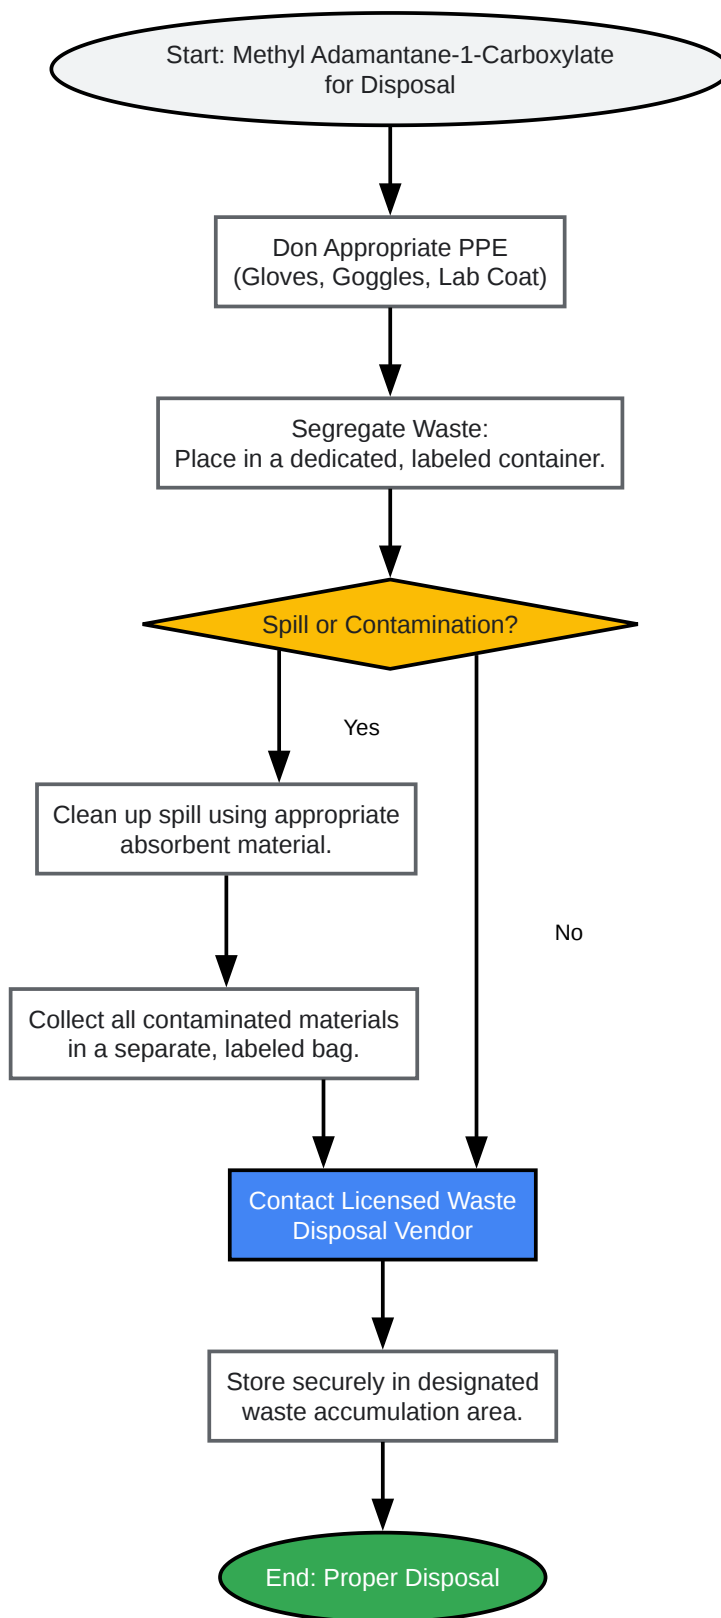 Start: Methyl Adamantane-1-Carboxylate
for Disposal
Don Appropriate PPE
(Gloves, Goggles, Lab Coat)
Segregate Waste:
Place in a dedicated, labeled container.
Spill or Contamination?
Yes
Clean up spill using appropriate
absorbent material.
No
Collect all contaminated materials
in a separate, labeled bag.
Contact Licensed Waste
Disposal Vendor
Store securely in designated
waste accumulation area.
End: Proper Disposal